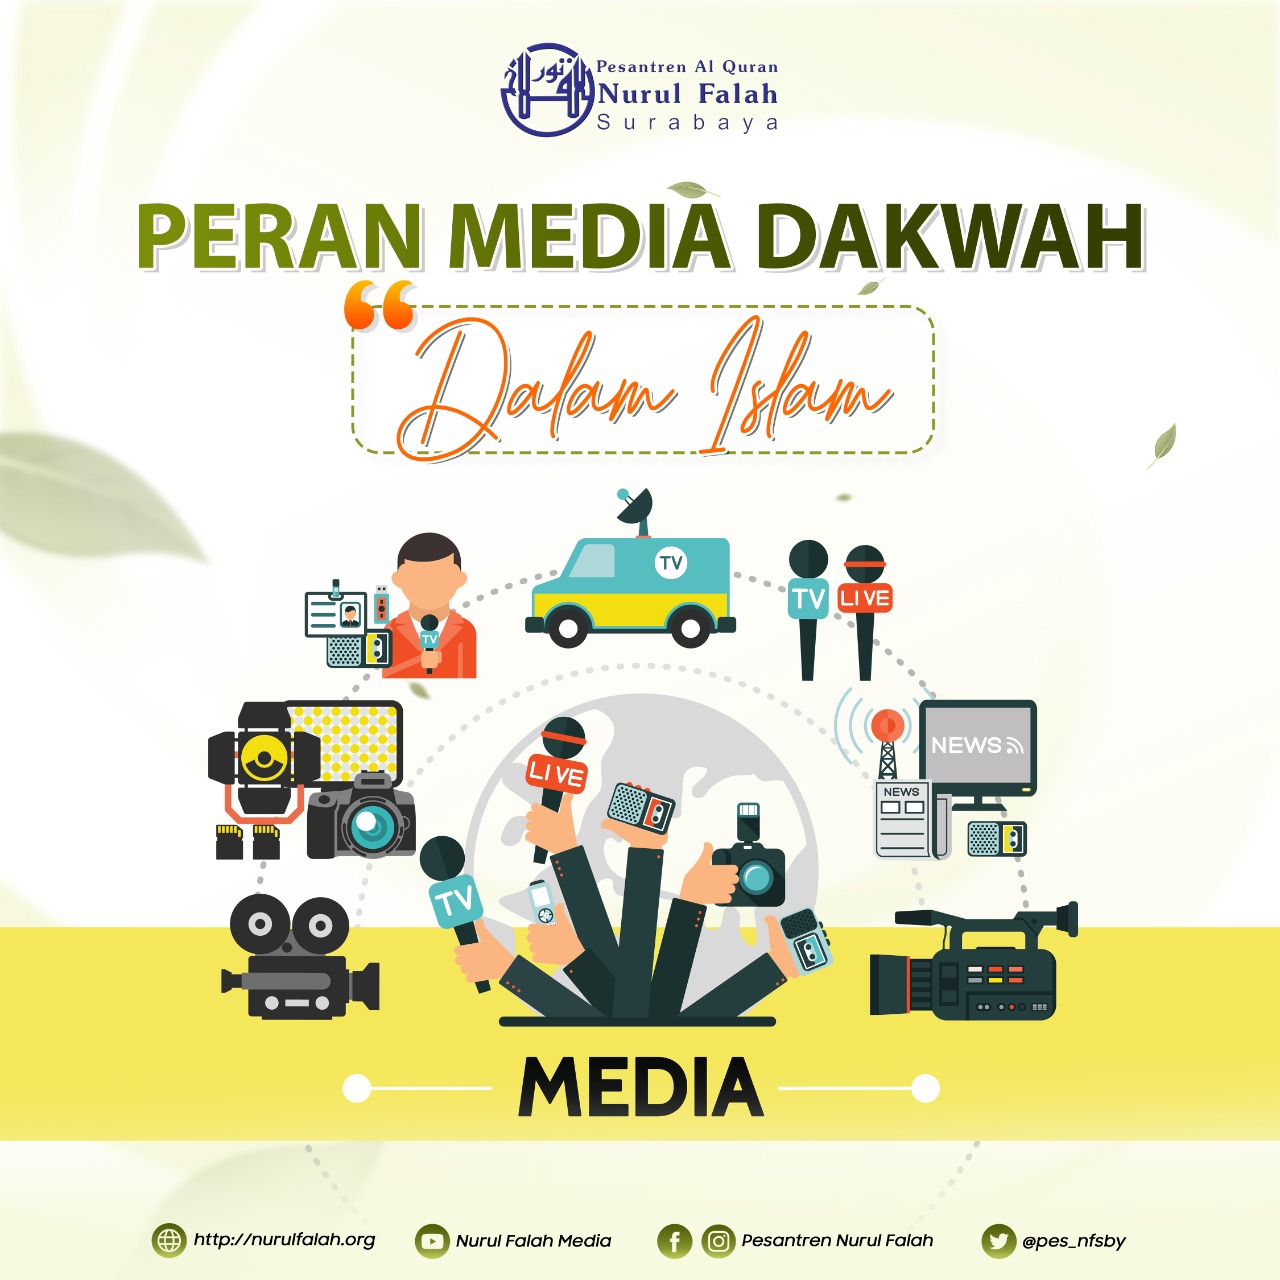 Pesantren Al Quran
Nurul Falah
Surabaya
PERAN MEDIA DAKWAH
“
Dalam Islam
TV
TV
LIVE
TV
LIVE
NEWS
NEWS
TV
MEDIA
http://nurulfalah.org
Nurul Falah Media
Pesantren Nurul Falah
@pes_nfsby